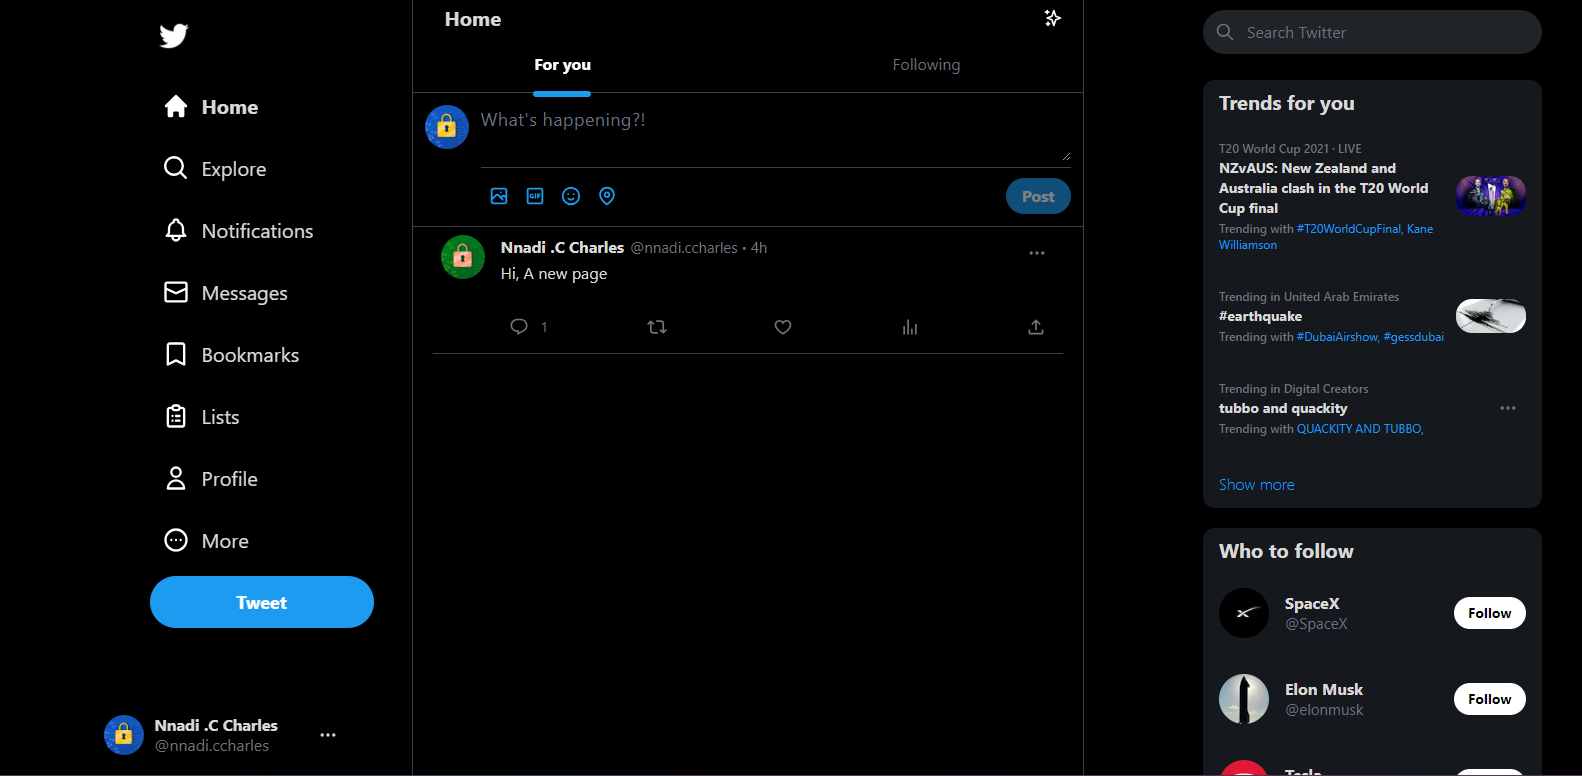 Home
Explore
Notifications
Messages
Bookmarks
Lists
Profile
More
Tweet
Nnadi .C Charles
@nnadi.ccharles
Home
For you
Following
What's happening?!
GIF
Post
Nnadi .C Charles @nnadi.ccharles • 4h
Hi, A new page
1
Search Twitter
Trends for you
T20 World Cup 2021 · LIVE
NZvAUS: New Zealand and
Australia clash in the T20 World
Cup final
Trending with #T20WorldCupFinal, Kane
Williamson
Trending in United Arab Emirates
#earthquake
Trending with #DubaiAirshow, #gessdubai
Trending in Digital Creators
tubbo and quackity
Trending with QUACKITY AND TUBBO,
Show more
Who to follow
SpaceX
@SpaceX
Follow
Elon Musk
@elonmusk
Follow